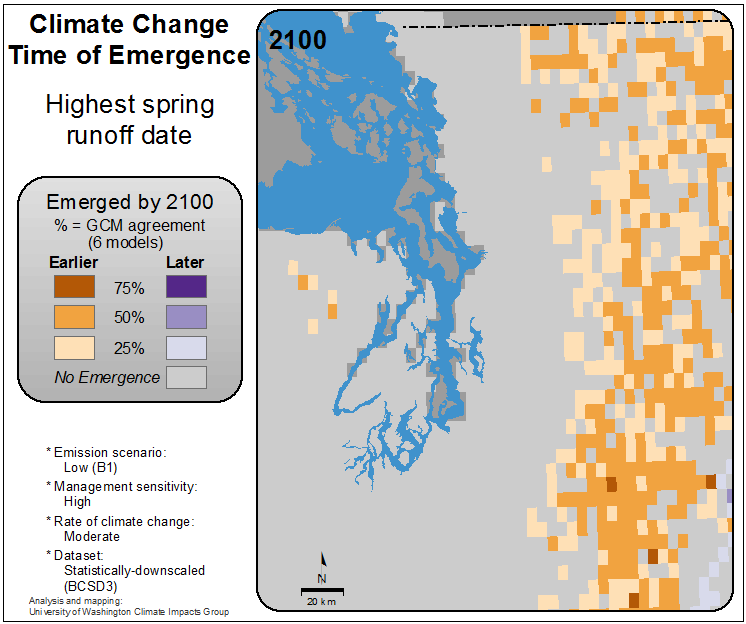 Climate Change
Time of Emergence
Highest spring
runoff date
Emerged by 2100
% = GCM agreement
(6 models)
Earlier Later
75%
50%
25%
No Emergence
* Emission scenario:
Low (B1)
* Management sensitivity:
High
* Rate of climate change:
Moderate
* Dataset:
Statistically-downscaled
(BCSD3)
Analysis and mapping:
University of Washington Climate Impacts Group
2100
N
20 km